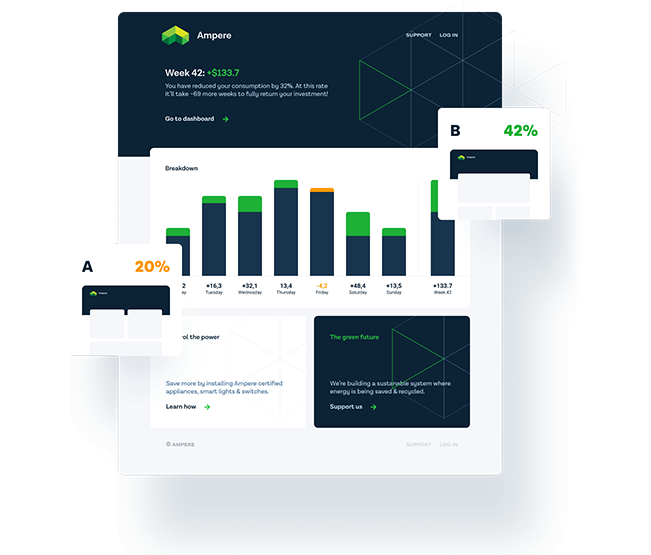 Ampere
SUPPORT LOG IN
Week 42: +$133.7
You have reduced your consumption by 32%. At this rate
it'll take ~69 more weeks to fully return your investment!
Go to dashboard
B 42%
Ampere
Breakdown
A 20%
Ampere
+16,3 +32,1 13,4 -4,2 +48,4 +13,5 +133.7
Tuesday Wednesday Thursday Friday Saturday Sunday Week 42
the power
The green future
Save more by installing Ampere certified
appliances, smart lights & switches.
Learn how
We're building a sustainable system where
energy is being saved & recycled.
Support us
© AMPERE
SUPPORT LOG IN